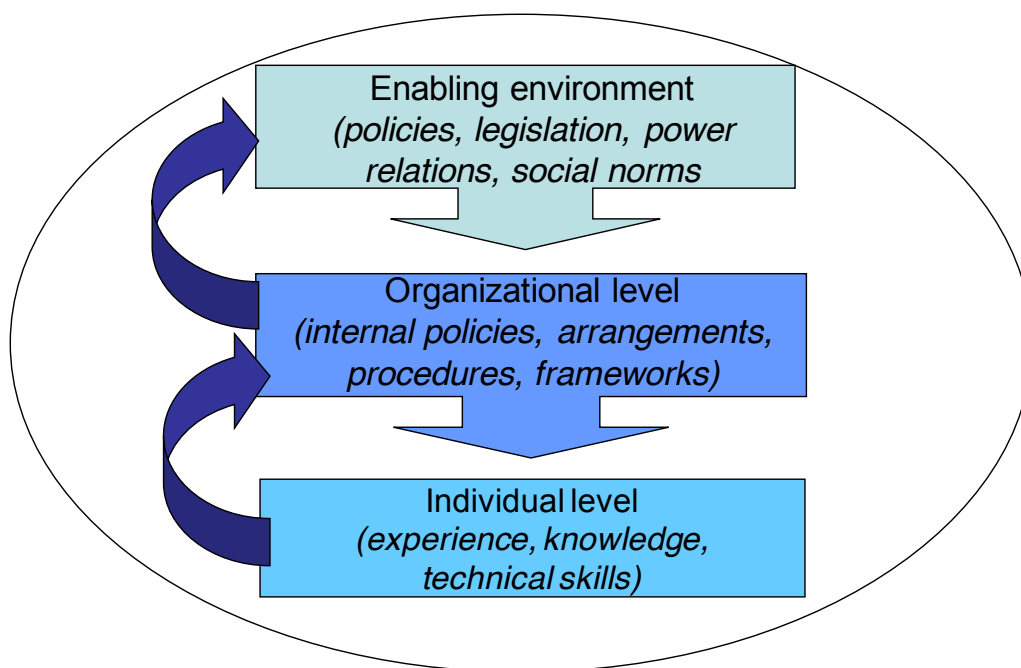 Enabling environment
(policies, legislation, power
relations, social norms
Organizational level
(internal policies, arrangements,
procedures, frameworks)
Individual level
(experience, knowledge,
technical skills)